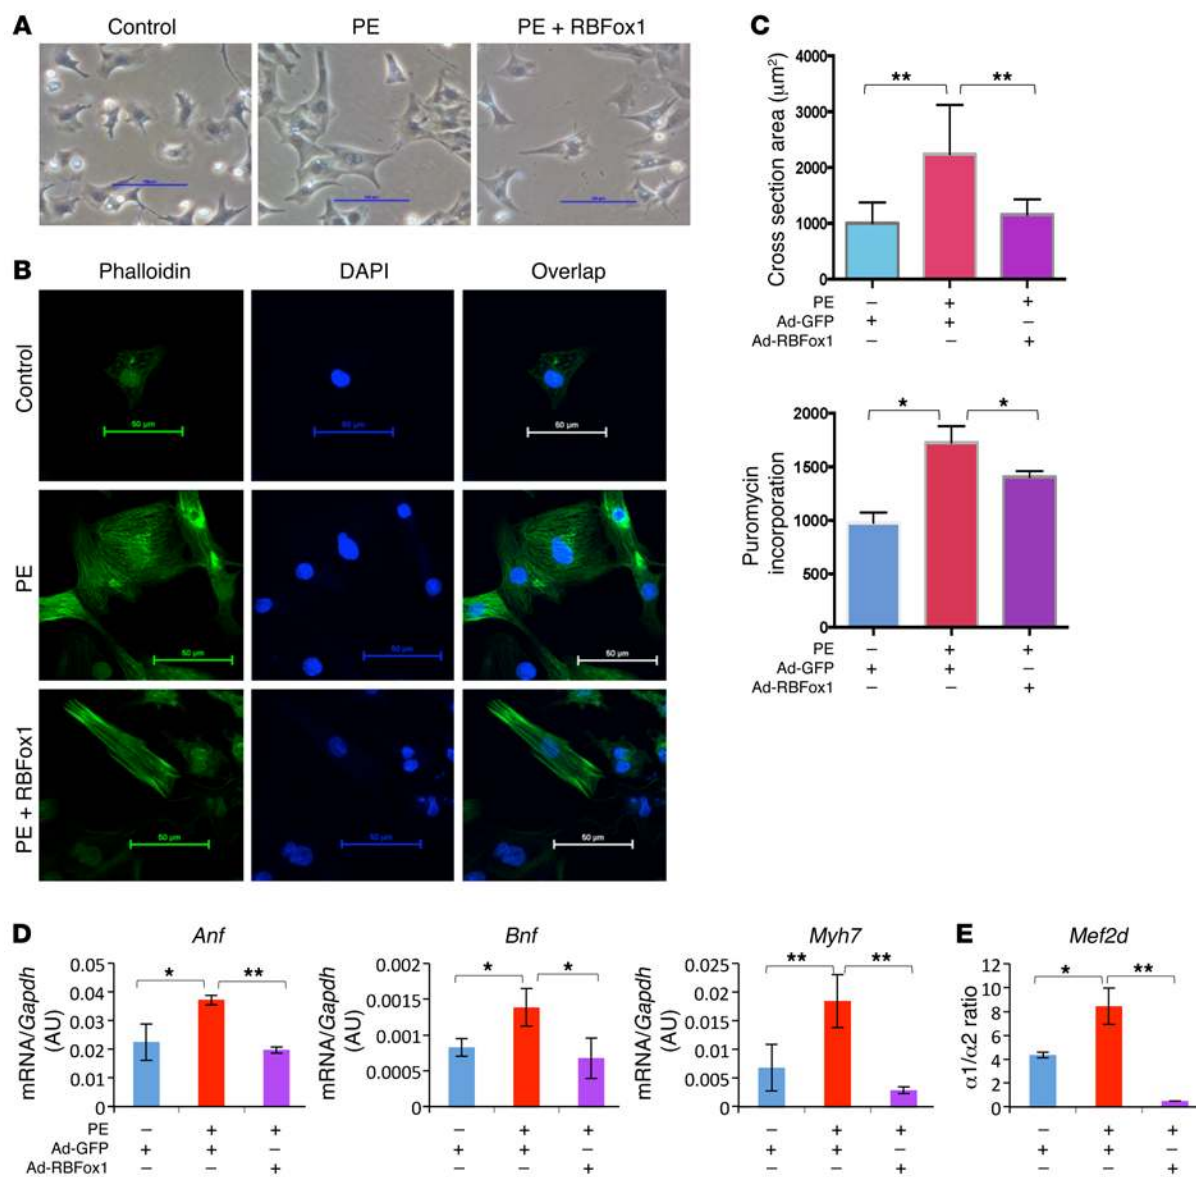 A
Control
PE
PE + RBFox1
B
Phalloidin
DAPI
Overlap
Control
50 µm
50 µm
PE
50 µm
50 µm
50 µm
PE + RBFox1
50 µm
50 µm
50 µm
C
Cross section area (µm²)
4000
3000
2000
1000
0
** **
PE – + +
Ad-GFP + + –
Ad-RBFox1 – – +
Puromycin
incorporation
2000
1500
1000
500
0
* *
PE – + +
Ad-GFP + + –
Ad-RBFox1 – – +
D
Anf
mRNA/Gapdh
(AU)
0.05
0.04
0.03
0.02
0.01
0
* **
PE – + +
Ad-GFP + + –
Ad-RBFox1 – – +
Bnf
mRNA/Gapdh
(AU)
0.002
0.0015
0.001
0.0005
0
* *
– + +
+ + –
– – +
Myh7
mRNA/Gapdh
(AU)
0.025
0.02
0.015
0.01
0.005
0
** **
– + +
+ + –
– – +
E
Mef2d
α1/α2 ratio
12
10
8
6
4
2
0
* **
– + +
+ + –
– – +